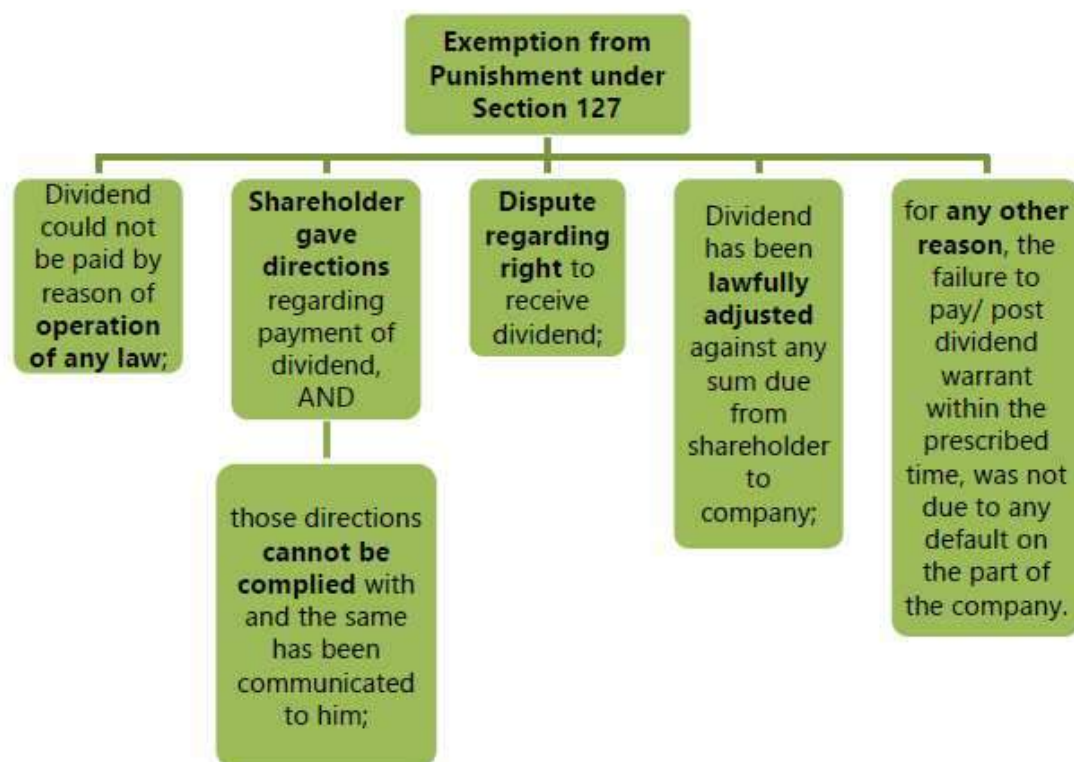 Exemption from
Punishment under
Section 127
Dividend
could not
be paid by
reason of
operation
of any law;
Shareholder
gave
directions
regarding
payment of
dividend,
AND
those directions
cannot be
complied with
and the same
has been
communicated
to him;
Dispute
regarding
right to
receive
dividend;
Dividend
has been
lawfully
adjusted
against any
sum due
from
shareholder
to
company;
for any other
reason, the
failure to
pay/ post
dividend
warrant
within the
prescribed
time, was not
due to any
default on
the part of
the company.